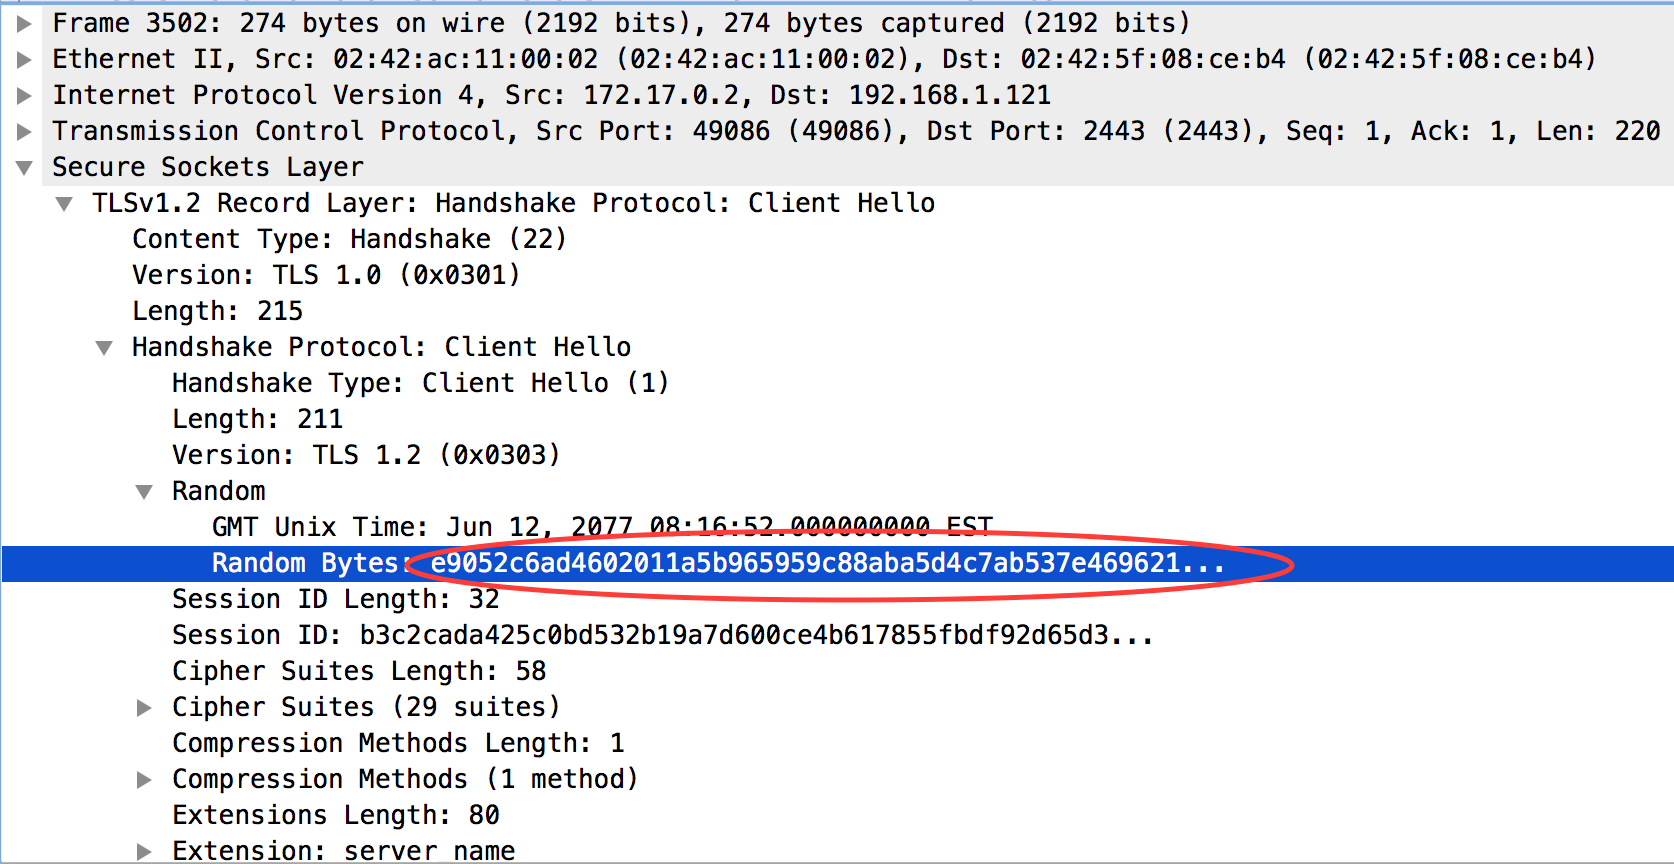 Frame 3502: 274 bytes on wire (2192 bits), 274 bytes captured (2192 bits)
Ethernet II, Src: 02:42:ac:11:00:02 (02:42:ac:11:00:02), Dst: 02:42:5f:08:ce:b4 (02:42:5f:08:ce:b4)
Internet Protocol Version 4, Src: 172.17.0.2, Dst: 192.168.1.121
Transmission Control Protocol, Src Port: 49086 (49086), Dst Port: 2443 (2443), Seq: 1, Ack: 1, Len: 220
Secure Sockets Layer
TLSv1.2 Record Layer: Handshake Protocol: Client Hello
Content Type: Handshake (22)
Version: TLS 1.0 (0x0301)
Length: 215
Handshake Protocol: Client Hello
Handshake Type: Client Hello (1)
Length: 211
Version: TLS 1.2 (0x0303)
Random
GMT Unix Time: Jun 12, 2077 08:16:52.000000000 EST
Random Bytes: e9052c6ad4602011a5b965959c88aba5d4c7ab537e469621...
Session ID Length: 32
Session ID: b3c2cada425c0bd532b19a7d600ce4b617855fbdf92d65d3...
Cipher Suites Length: 58
Cipher Suites (29 suites)
Compression Methods Length: 1
Compression Methods (1 method)
Extensions Length: 80
Extension: server_name